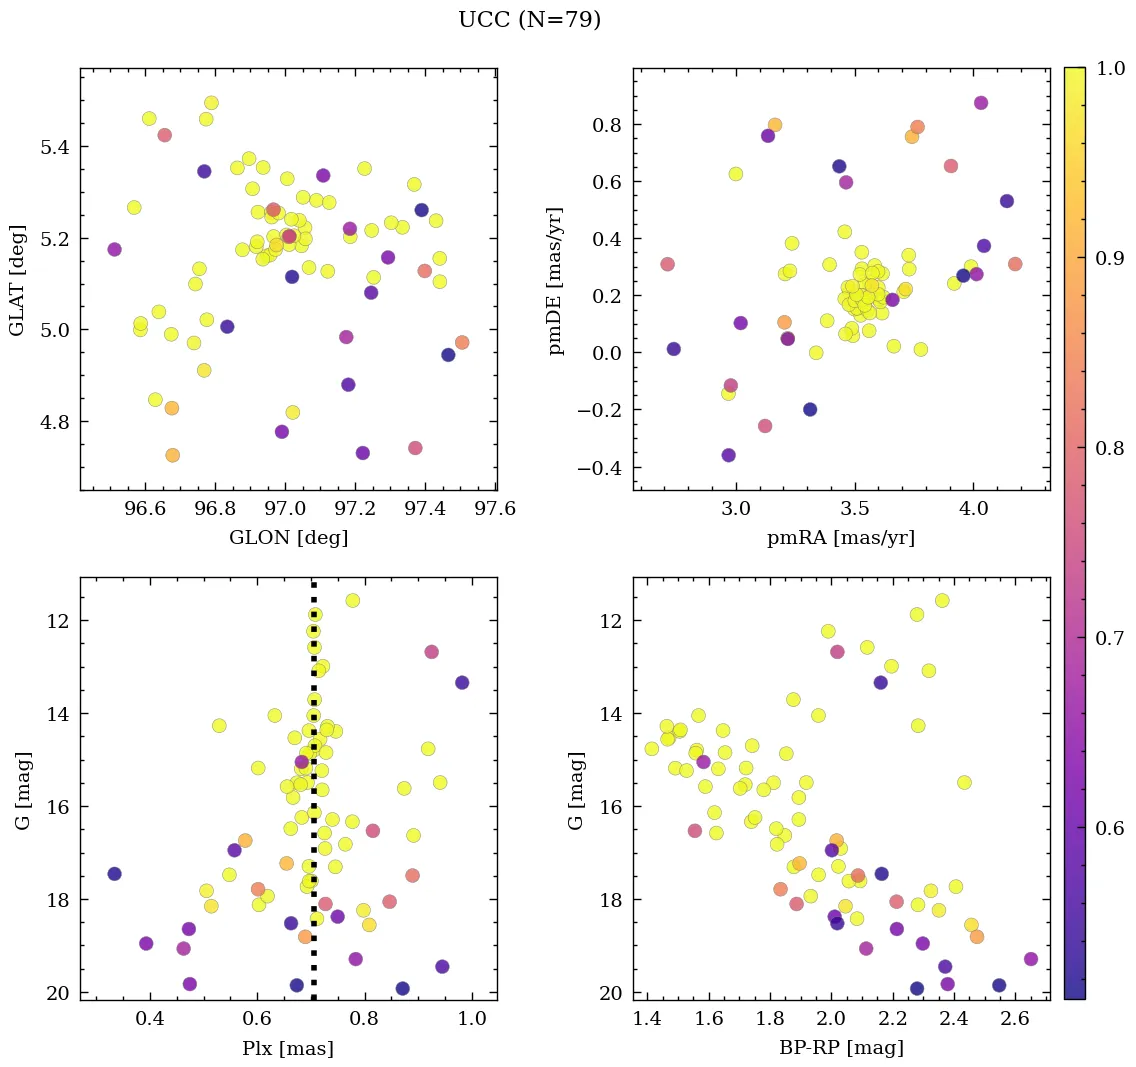 UCC (N=79)
5.4
5.2
5.0
4.8
GLAT [deg]
96.6 96.8 97.0 97.2 97.4 97.6
GLON [deg]
0.8
0.6
0.4
0.2
0.0
−0.2
−0.4
pmDE [mas/yr]
3.0 3.5 4.0
pmRA [mas/yr]
1.0
0.9
0.8
0.7
0.6
12
14
16
18
20
G [mag]
0.4 0.6 0.8 1.0
Plx [mas]
12
14
16
18
20
G [mag]
1.4 1.6 1.8 2.0 2.2 2.4 2.6
BP-RP [mag]